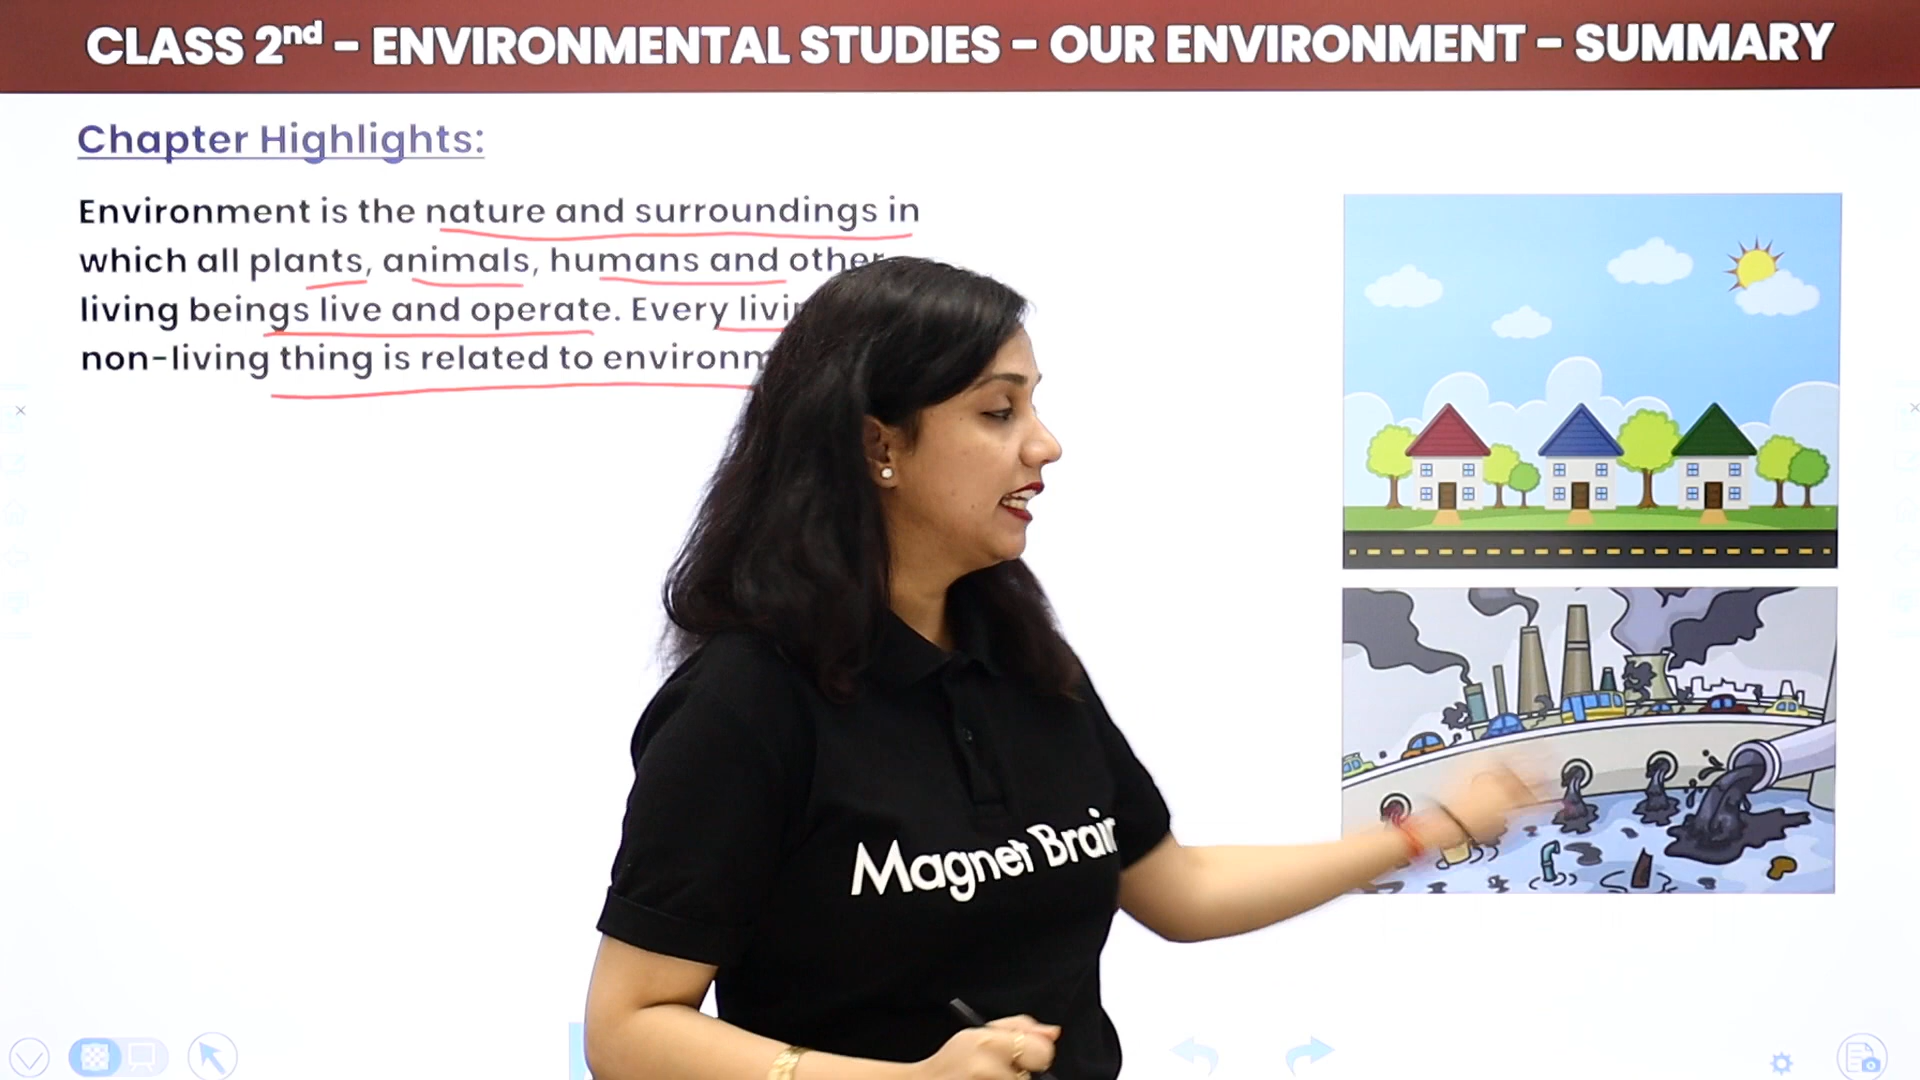 CLASS 2nd - ENVIRONMENTAL STUDIES - OUR ENVIRONMENT - SUMMARY
Chapter Highlights:
Environment is the nature and surroundings in
which all plants, animals, humans and other
living beings live and operate. Every
non-living thing is related to
Magnet